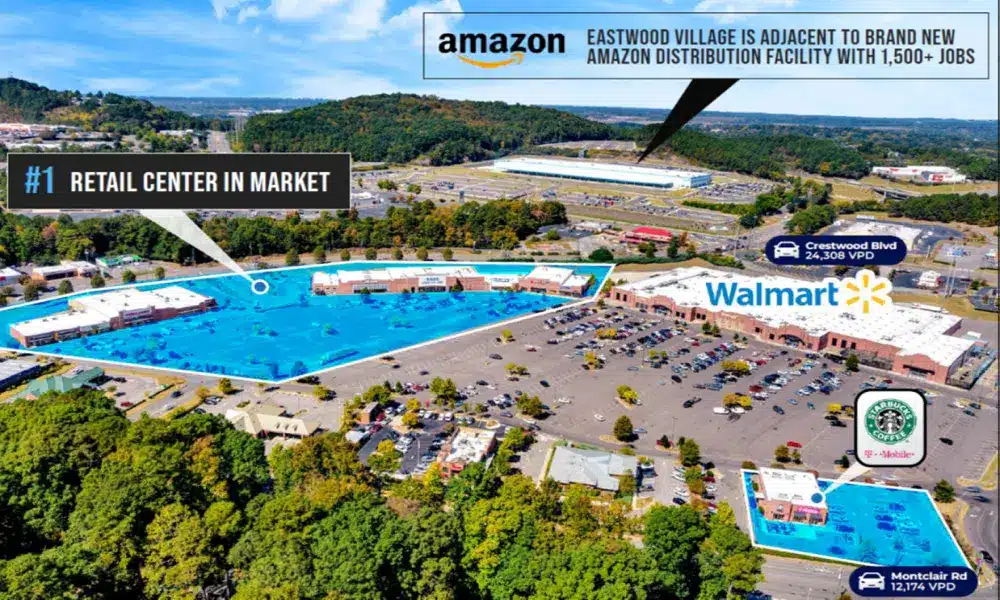 amazon
EASTWOOD VILLAGE IS ADJACENT TO BRAND NEW
AMAZON DISTRIBUTION FACILITY WITH 1,500+ JOBS
#1 RETAIL CENTER IN MARKET
Crestwood Blvd
24,308 VPD
Walmart
STARBUCKS
COFFEE
T··Mobile·
Montclair Rd
12,174 VPD